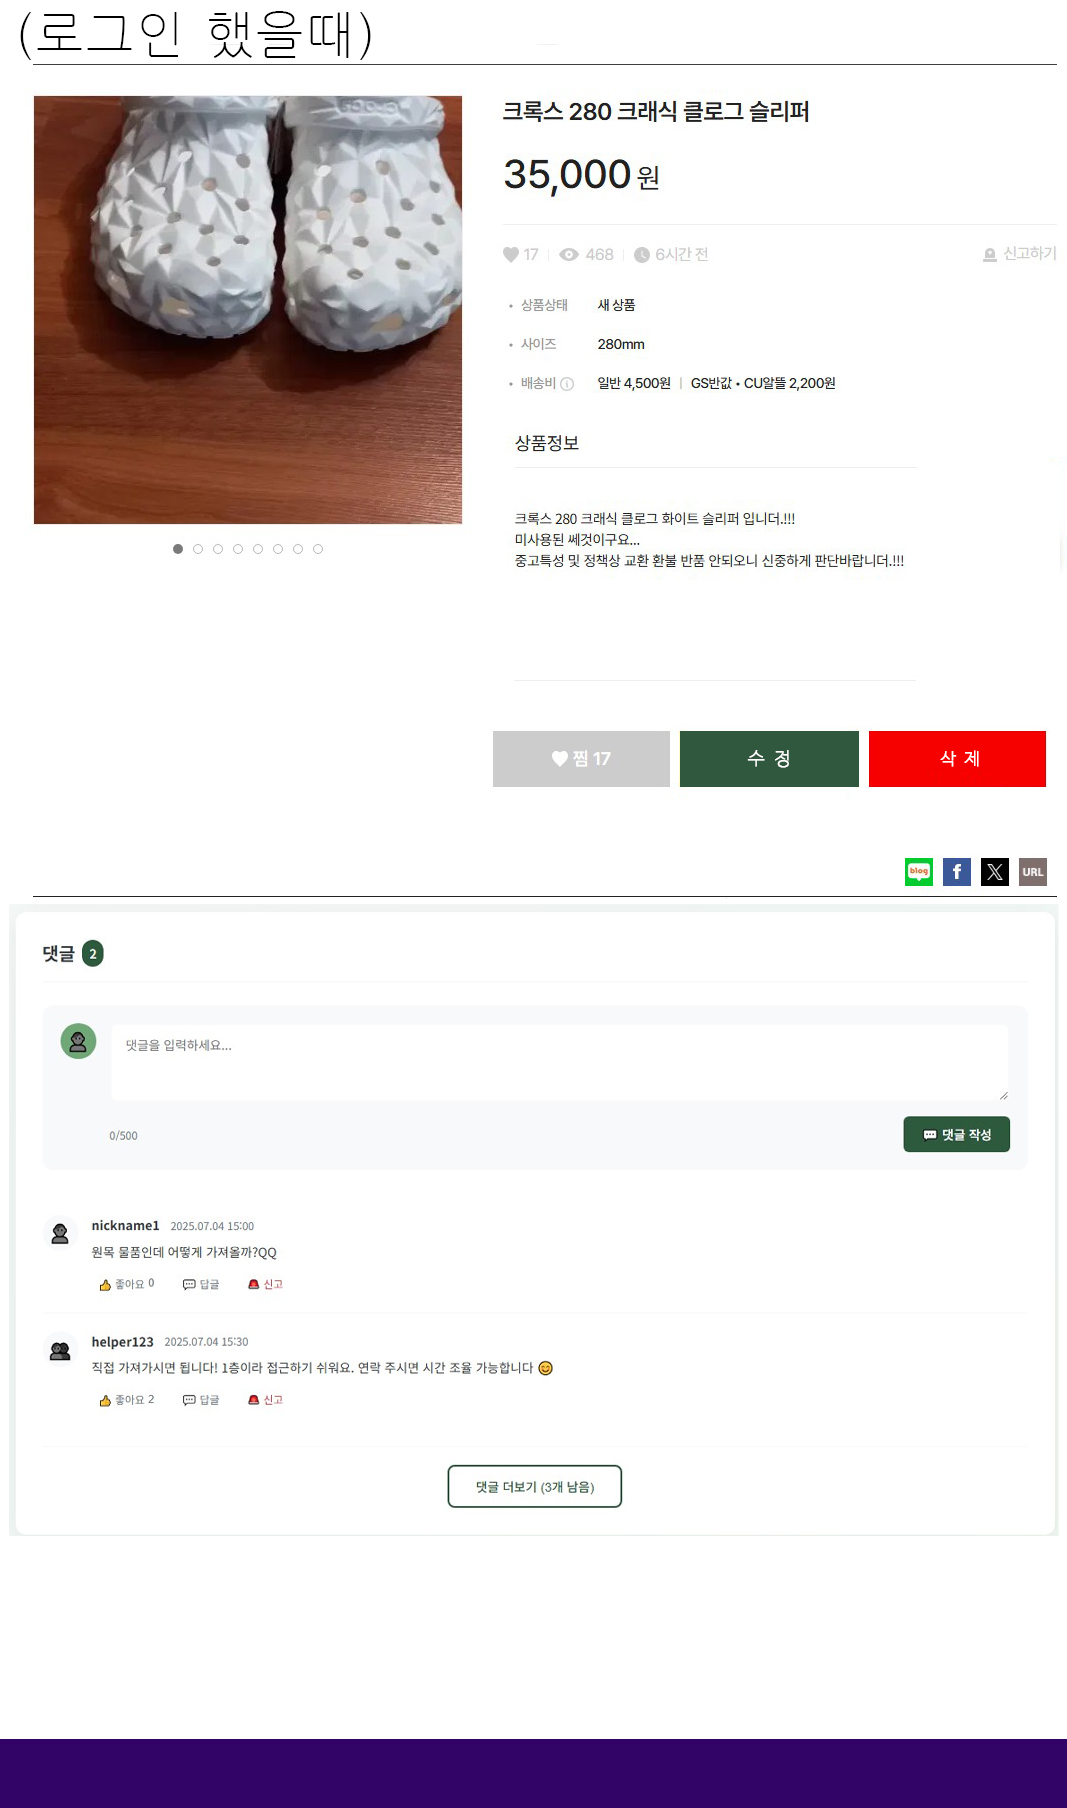 (로그인 했을때)
크록스 280 크래식 클로그 슬리퍼
35,000 원
17 468 6시간 전 신고하기
• 상품상태 새 상품
• 사이즈 280mm
• 배송비 일반 4,500원 | GS반값 • CU알뜰 2,200원
상품정보
크록스 280 크래식 클로그 화이트 슬리퍼 입니더.!!!
미사용된 쎄것이구요...
중고특성 및 정책상 교환 환불 반품 안되오니 신중하게 판단바랍니더.!!!
찜 17 수 정 삭 제
blog f X URL
댓글 2
댓글을 입력하세요...
0/500 댓글 작성
nickname1 2025.07.04 15:00
원목 물품인데 어떻게 가져올까?QQ
좋아요 0 답글 신고
helper123 2025.07.04 15:30
직접 가져가시면 됩니다! 1층이라 접근하기 쉬워요. 연락 주시면 시간 조율 가능합니다 😊
좋아요 2 답글 신고
댓글 더보기 (3개 남음)